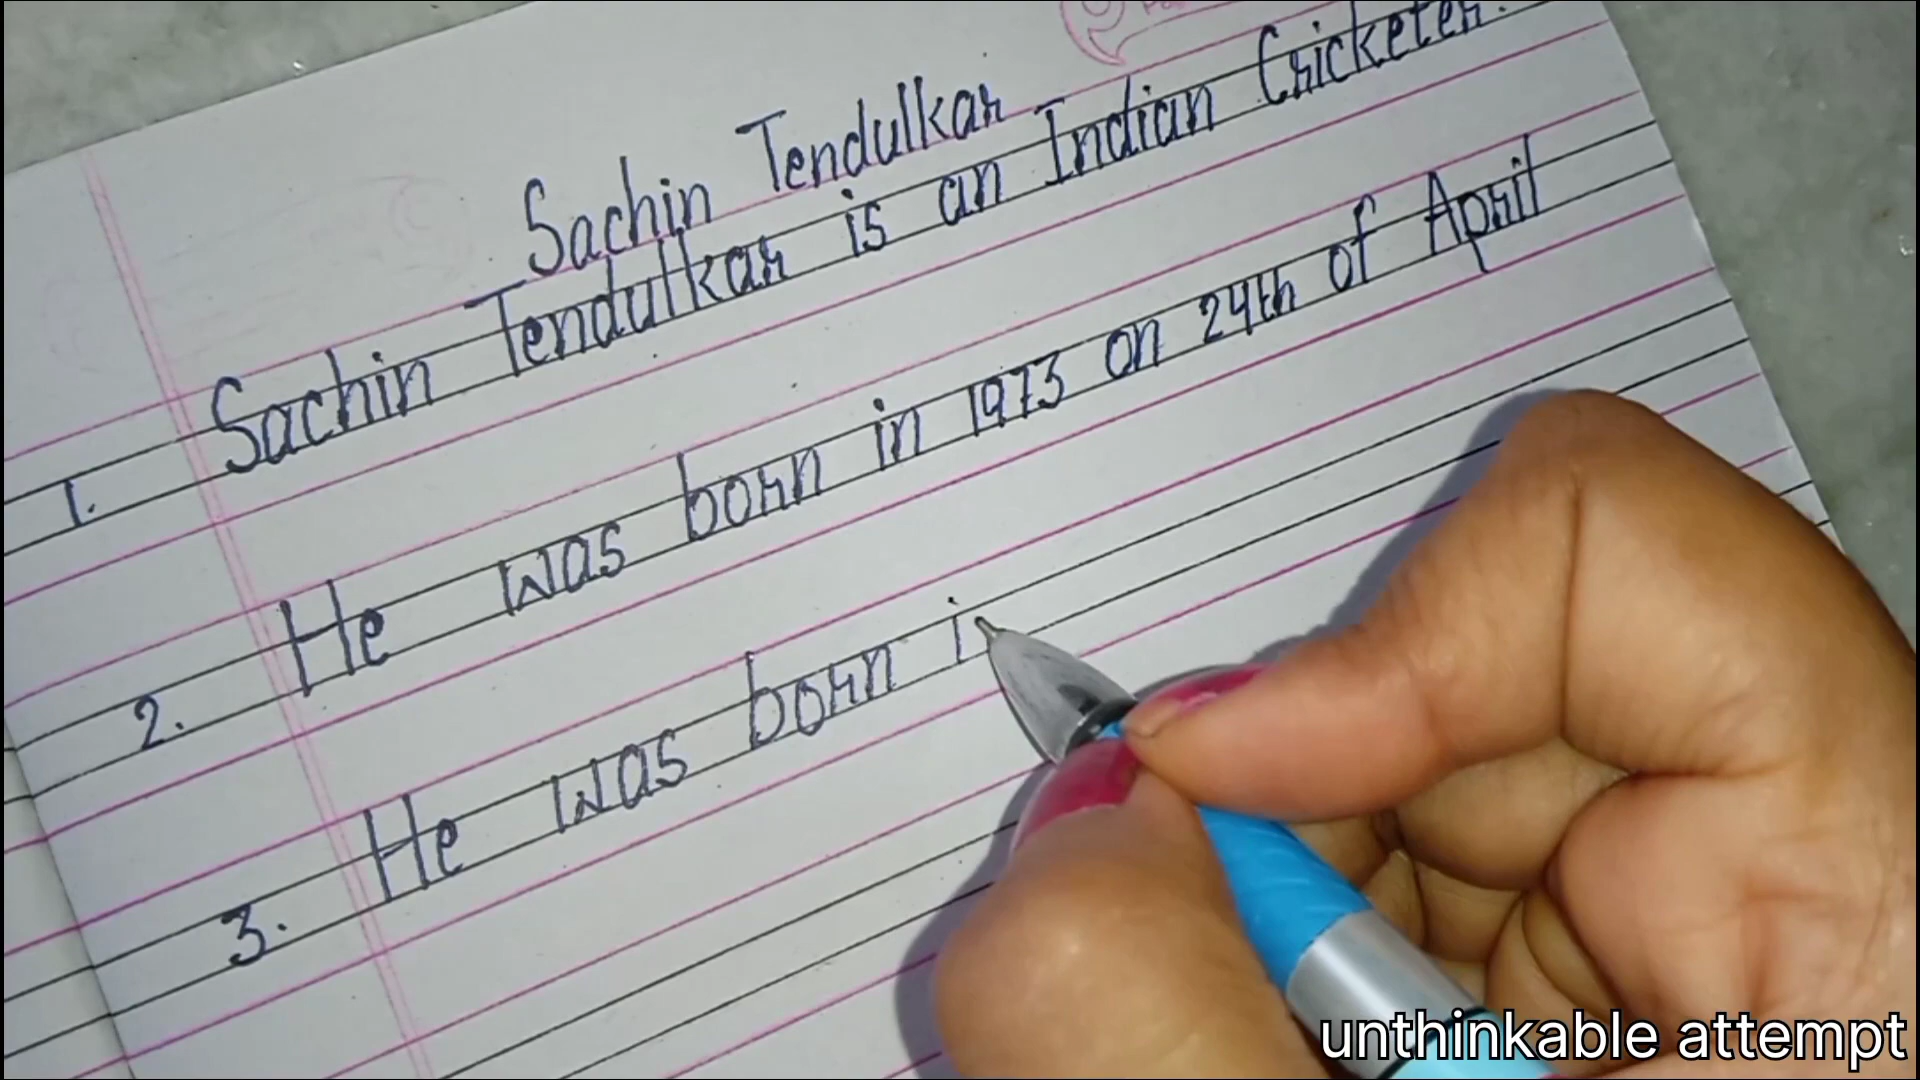 Sachin Tendulkar
1. Sachin Tendulkar is an Indian Cricketer.
2. He was born in 1973 on 24th of April
3. He was born i
unthinkable attempt